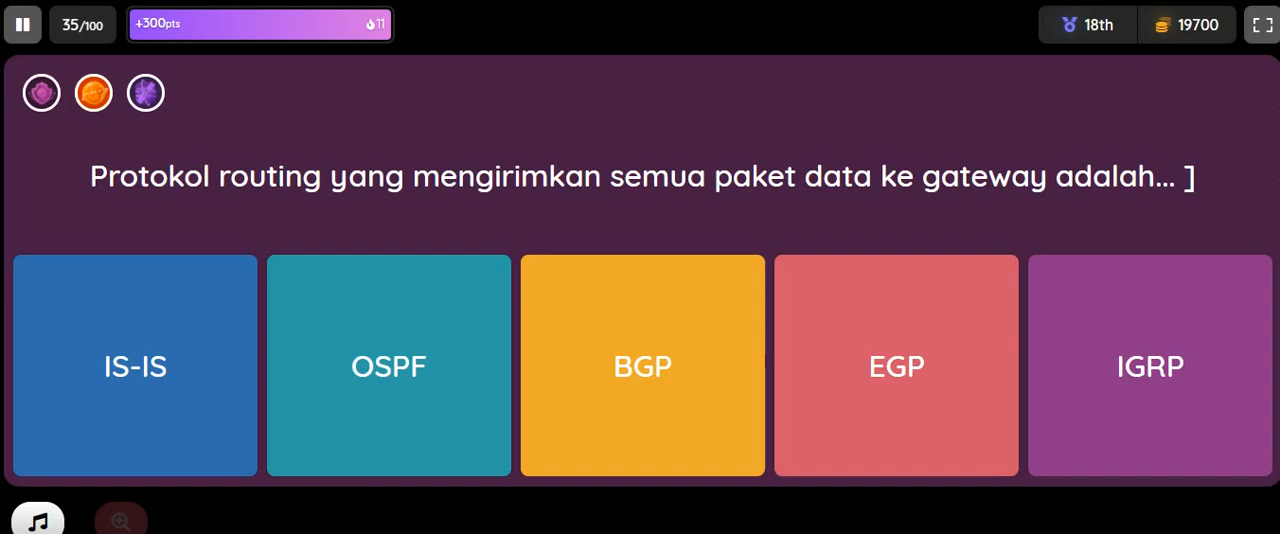 35/100 +300pts 11 18th 19700
Protokol routing yang mengirimkan semua paket data ke gateway adalah... ]
IS-IS OSPF BGP EGP IGRP